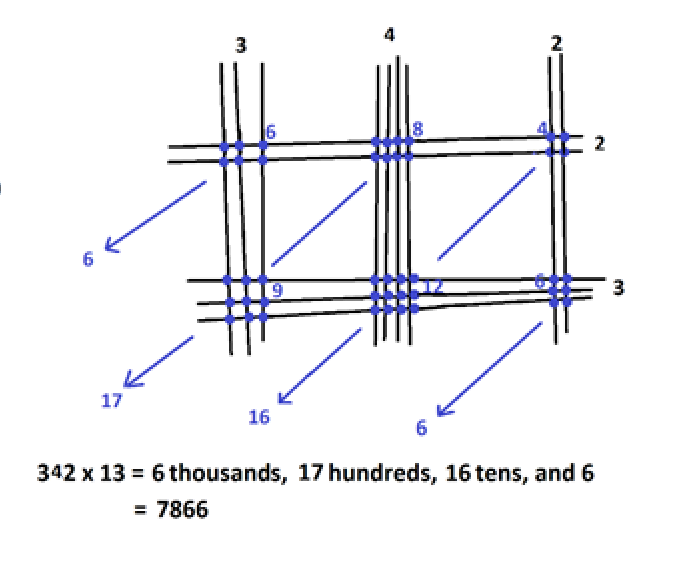 3 4 2
6 8 4 2
6
9 12 6 3
17 16 6
342 x 13 = 6 thousands, 17 hundreds, 16 tens, and 6
= 7866